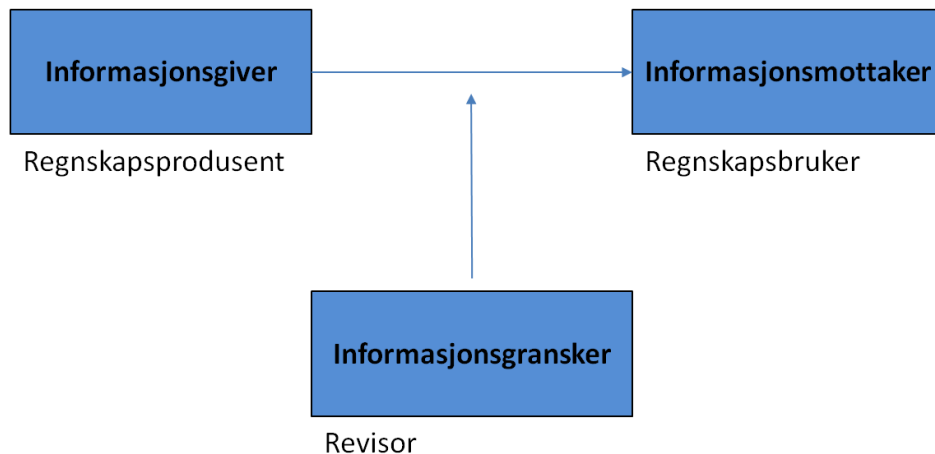 Informasjonsgiver
Informasjonsmottaker
Regnskapsprodusent
Regnskapsbruker
Informasjonsgransker
Revisor